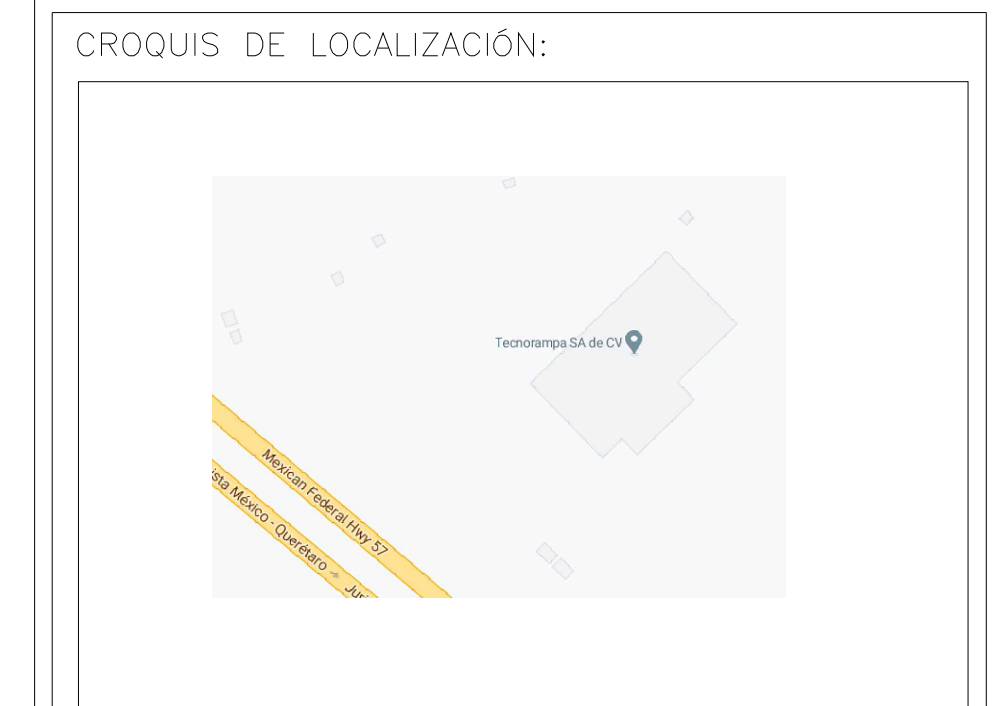 CROQUIS DE LOCALIZACIÓN:
Tecnorampa SA de CV
Mexican Federal Hwy 57
México - Querétaro